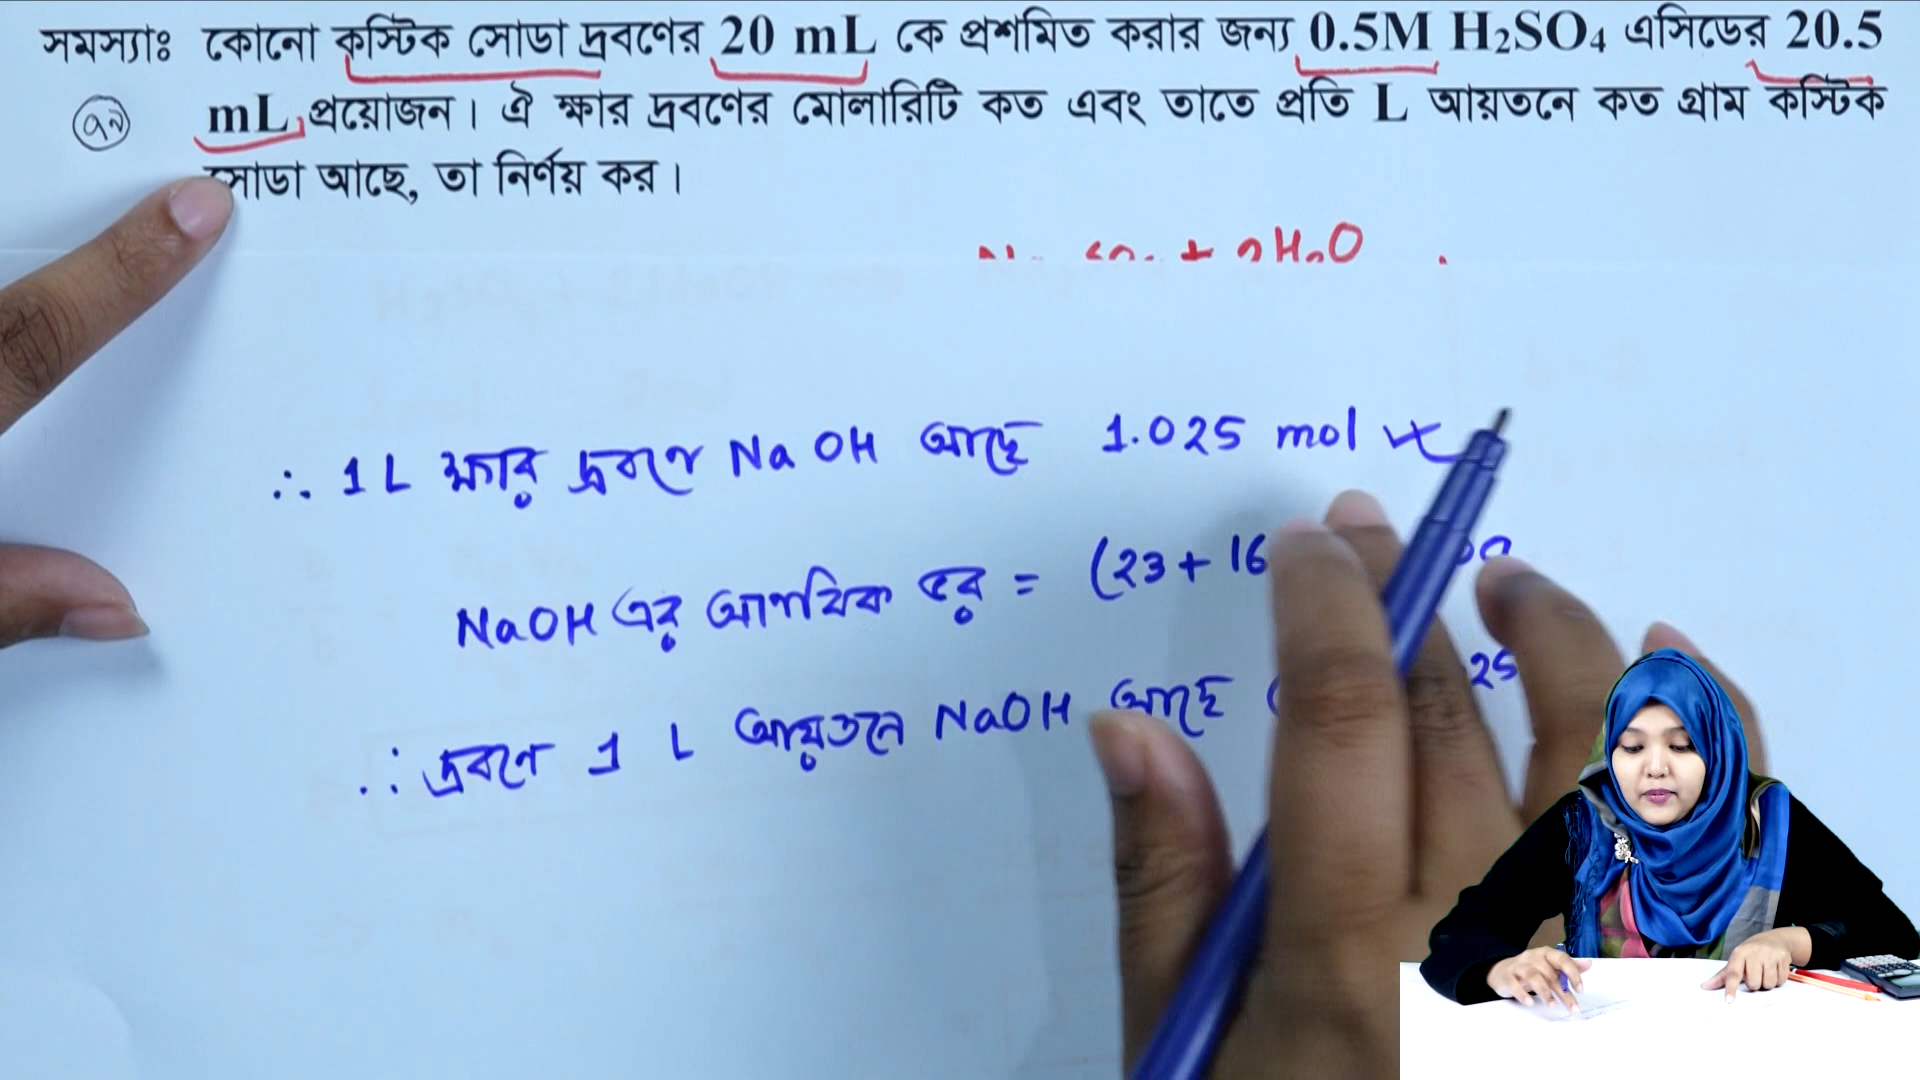 সমস্যাঃ কোনো কস্টিক সোডা দ্রবণের 20 mL কে প্রশমিত করার জন্য 0.5M H₂SO₄ এসিডের 20.5
mL প্রয়োজন। ঐ ক্ষার দ্রবণের মোলারিটি কত এবং তাতে প্রতি L আয়তনে কত গ্রাম কস্টিক
সোডা আছে, তা নির্ণয় কর।
+ 2H₂O
∴ 1 L ক্ষার দ্রবণে NaOH আছে 1.025 mol
NaOH এর আণবিক ভর = (23 + 16
∴ দ্রবণে 1 L আয়তনে NaOH আছে (
25